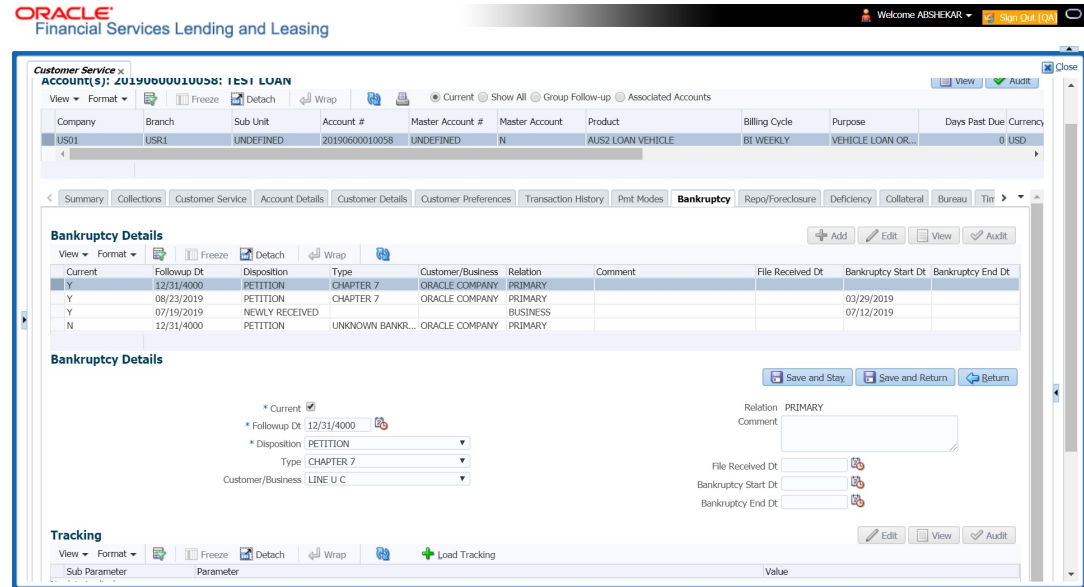 ORACLE
Financial Services Lending and Leasing
Welcome ABSHEKAR
Sign Out [QA]
Close
Customer Service x
Account(s): 20190600010058: TEST LOAN
View Audit
View Format Freeze Detach Wrap Current Show All Group Follow-up Associated Accounts
Company Branch Sub Unit Account # Master Account # Master Account Product Billing Cycle Purpose Days Past Due Currency
US01 USR1 UNDEFINED 20190600010058 UNDEFINED N AUS2 LOAN VEHICLE BI WEEKLY VEHICLE LOAN OR... 0 USD
Summary Collections Customer Service Account Details Customer Details Customer Preferences Transaction History Pmt Modes Bankruptcy Repo/Foreclosure Deficiency Collateral Bureau Tim
Bankruptcy Details
Add Edit View Audit
View Format Freeze Detach Wrap
Current Followup Dt Disposition Type Customer/Business Relation Comment File Received Dt Bankruptcy Start Dt Bankruptcy End Dt
Y 12/31/4000 PETITION CHAPTER 7 ORACLE COMPANY PRIMARY
Y 08/23/2019 PETITION CHAPTER 7 ORACLE COMPANY PRIMARY 03/29/2019
Y 07/19/2019 NEWLY RECEIVED BUSINESS 07/12/2019
N 12/31/4000 PETITION UNKNOWN BANKR... ORACLE COMPANY PRIMARY
Bankruptcy Details
Save and Stay Save and Return Return
* Current
* Followup Dt 12/31/4000
* Disposition PETITION
Type CHAPTER 7
Customer/Business LINE U C
Relation PRIMARY
Comment
File Received Dt
Bankruptcy Start Dt
Bankruptcy End Dt
Tracking
Edit View Audit
View Format Freeze Detach Wrap Load Tracking
Sub Parameter Parameter Value